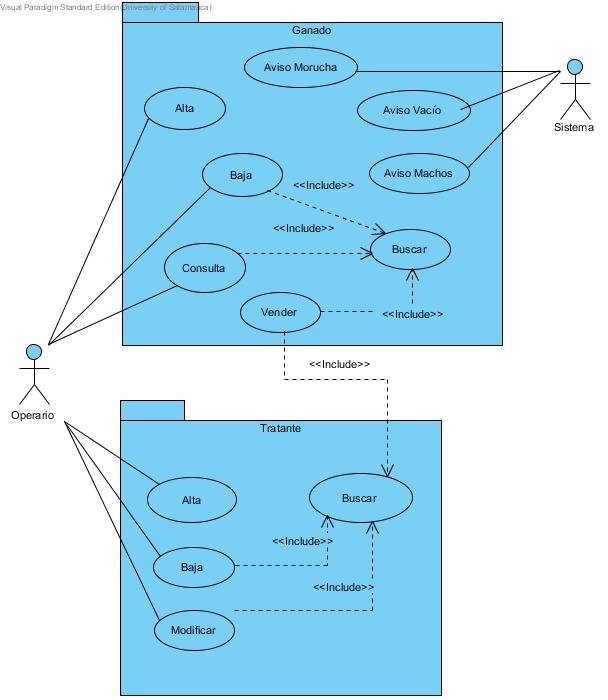 Visual Paradigm Standard Edition(University of Salamanca)
Ganado
Aviso Morucha
Alta
Aviso Vacío
Sistema
Baja
Aviso Machos
<<Include>>
<<Include>>
Buscar
Consulta
Vender
<<Include>>
<<Include>>
Operario
Tratante
Alta
Buscar
<<Include>>
Baja
<<Include>>
Modificar